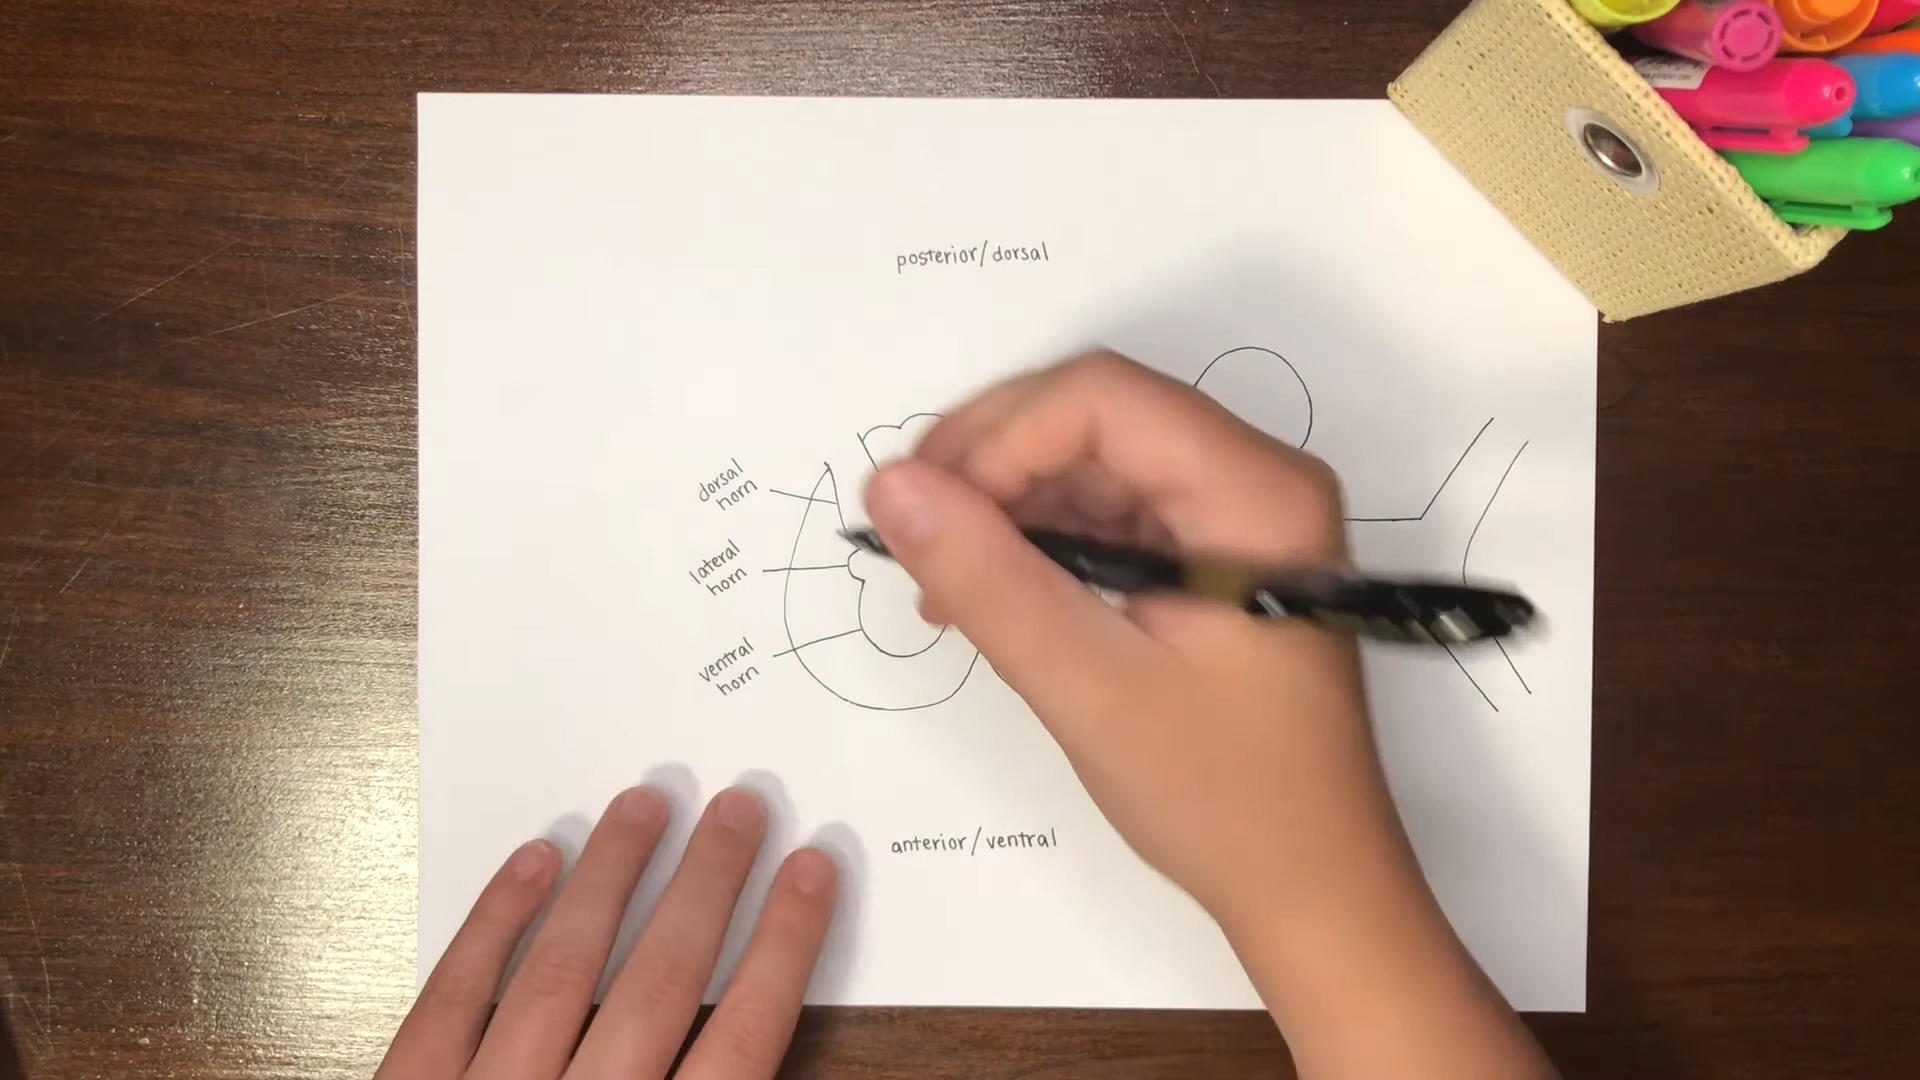 posterior/dorsal
dorsal
horn
lateral
horn
ventral
horn
anterior/ventral